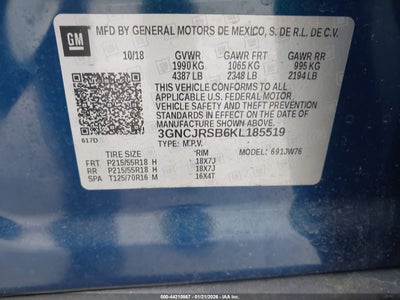 GM
MFD BY GENERAL MOTORS DE MEXICO, S. DE R.L. DE C.V.
10/18 GVWR GAWR FRT GAWR RR
1990 KG 1065 KG 995 KG
4387 LB 2348 LB 2194 LB
THIS VEHICLE CONFORMS TO ALL
APPLICABLE U.S. FEDERAL MOTOR
VEHICLE SAFETY AND THEFT PREVENTION
STANDARDS IN EFFECT ON THE DATE OF
MANUFACTURE SHOWN ABOVE.
3GNCJRSB6KL185519
617D
TYPE: M.P.V. MODEL: 691JW76
TIRE SIZE RIM
FRT P215/55R18 H 18X7J
RR P215/55R18 H 18X7J
SPA T125/70R16 M 16X4T
000-44210567 - 01/21/2026 - IAA Inc.